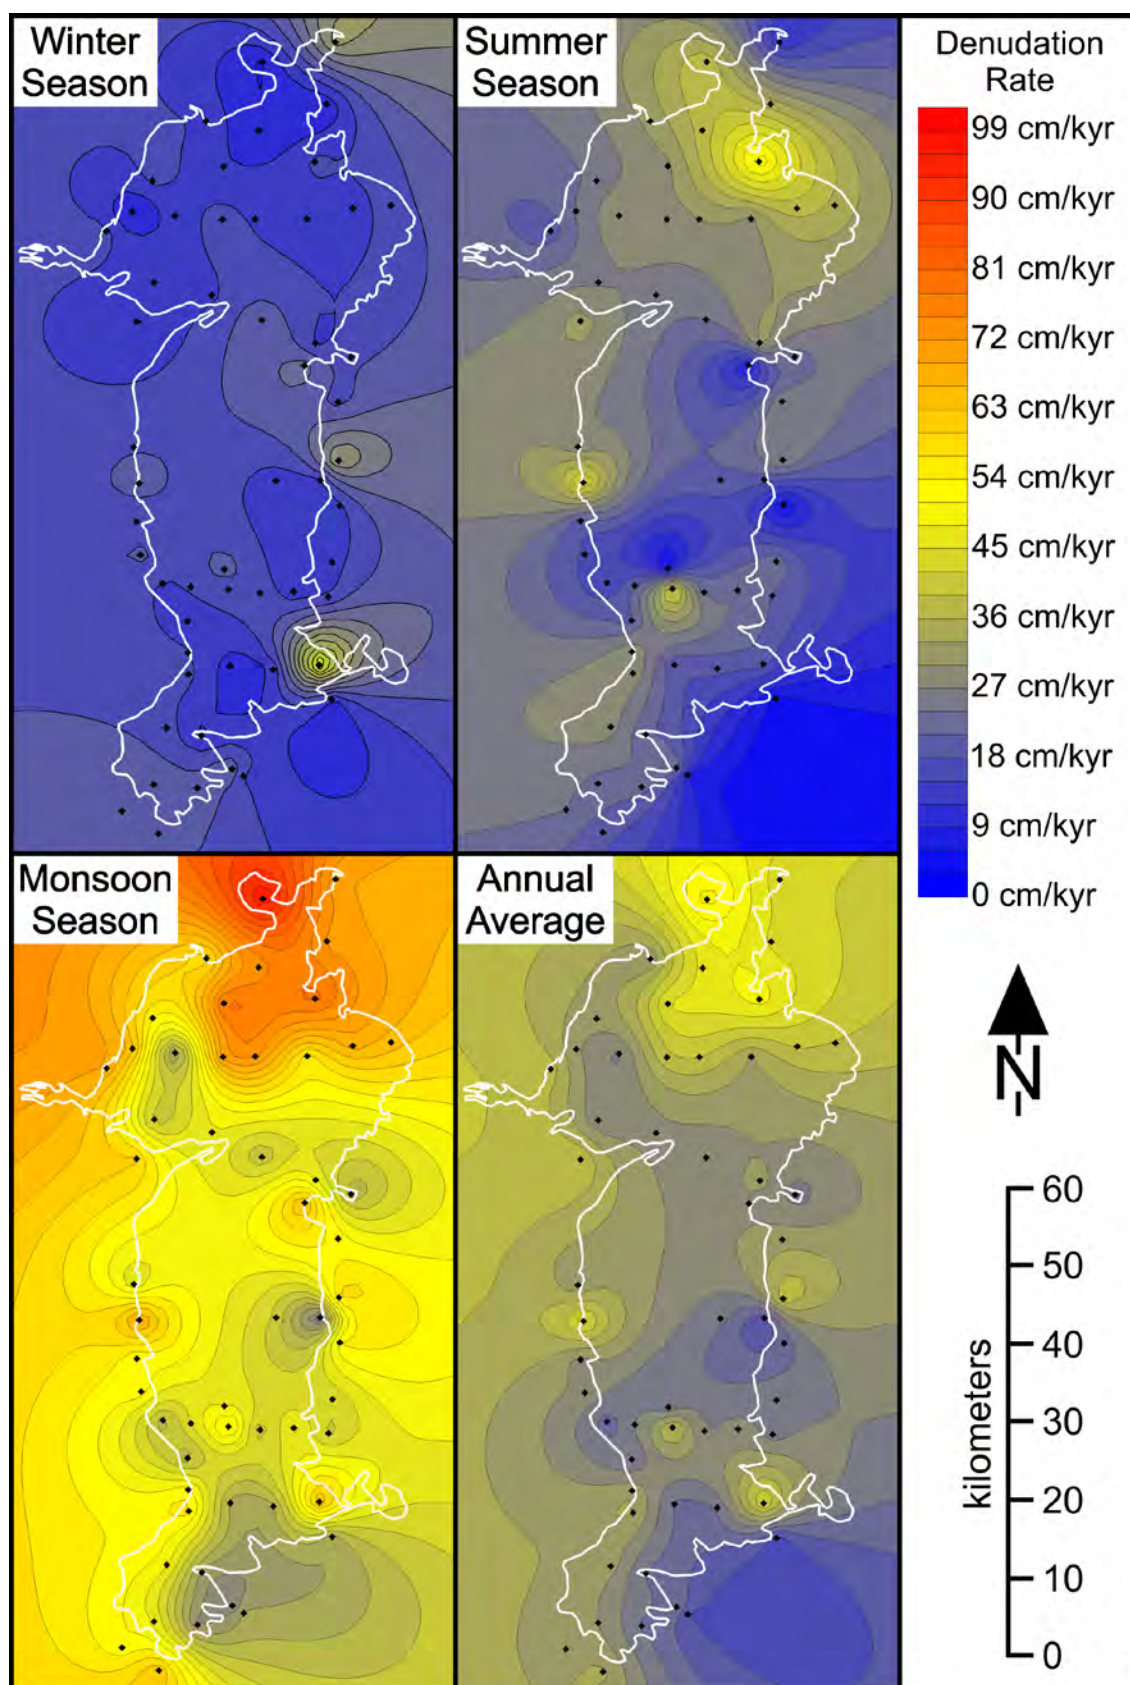 Winter
Season
Summer
Season
Denudation
Rate
99 cm/kyr
90 cm/kyr
81 cm/kyr
72 cm/kyr
63 cm/kyr
54 cm/kyr
45 cm/kyr
36 cm/kyr
27 cm/kyr
18 cm/kyr
9 cm/kyr
0 cm/kyr
Monsoon
Season
Annual
Average
N
60
50
40
30
20
10
0
kilometers